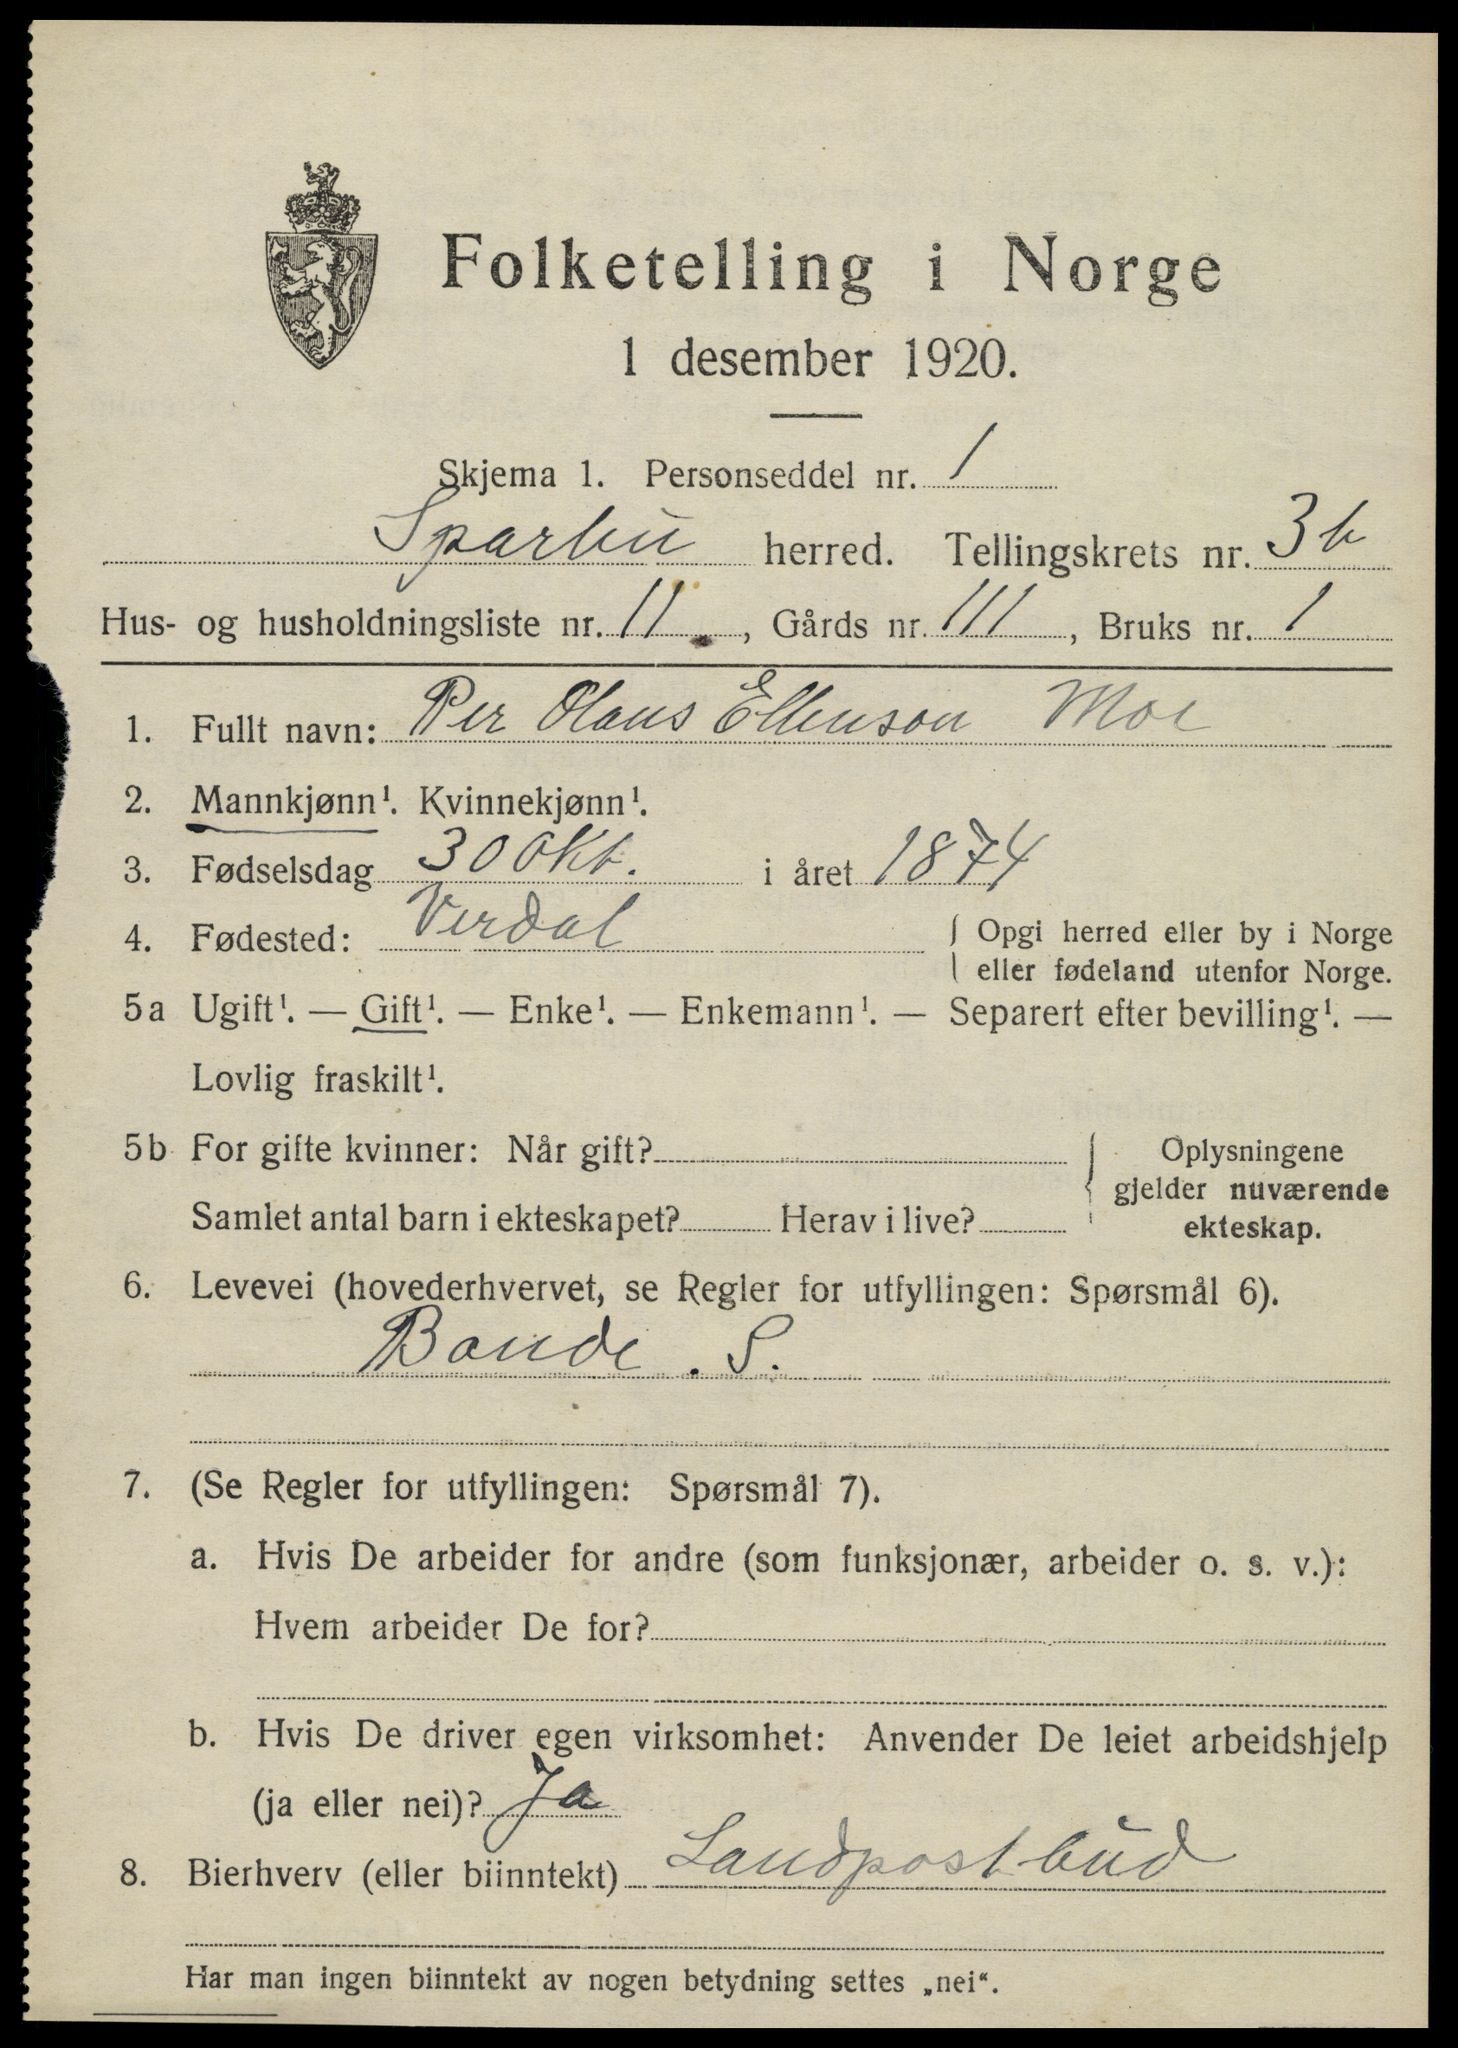 Folketelling i Norge
1 desember 1920.
Skjema 1. Personseddel nr. 1
Sparbu herred. Tellingskrets nr. 3b
Hus- og husholdningsliste nr. 11, Gårds nr. 111, Bruks nr. 1
1. Fullt navn: Per Olaus Ellenson Moe
2. Mannkjønn¹. Kvinnekjønn¹.
3. Fødselsdag 30 okt. i året 1874
4. Fødested: Verdal { Opgi herred eller by i Norge
eller fødeland utenfor Norge.
5a Ugift¹. — Gift¹. — Enke¹. — Enkemann¹. — Separert efter bevilling¹. —
Lovlig fraskilt¹.
5b For gifte kvinner: Når gift? { Oplysningene
gjelder nuværende
Samlet antal barn i ekteskapet? Herav i live? ekteskap.
6. Levevei (hovederhvervet, se Regler for utfyllingen: Spørsmål 6).
Bonde. S.
7. (Se Regler for utfyllingen: Spørsmål 7).
a. Hvis De arbeider for andre (som funksjonær, arbeider o. s. v.):
Hvem arbeider De for?
b. Hvis De driver egen virksomhet: Anvender De leiet arbeidshjelp
(ja eller nei)? Ja
8. Bierhverv (eller biinntekt) Landpostbud
Har man ingen biinntekt av nogen betydning settes „nei“.